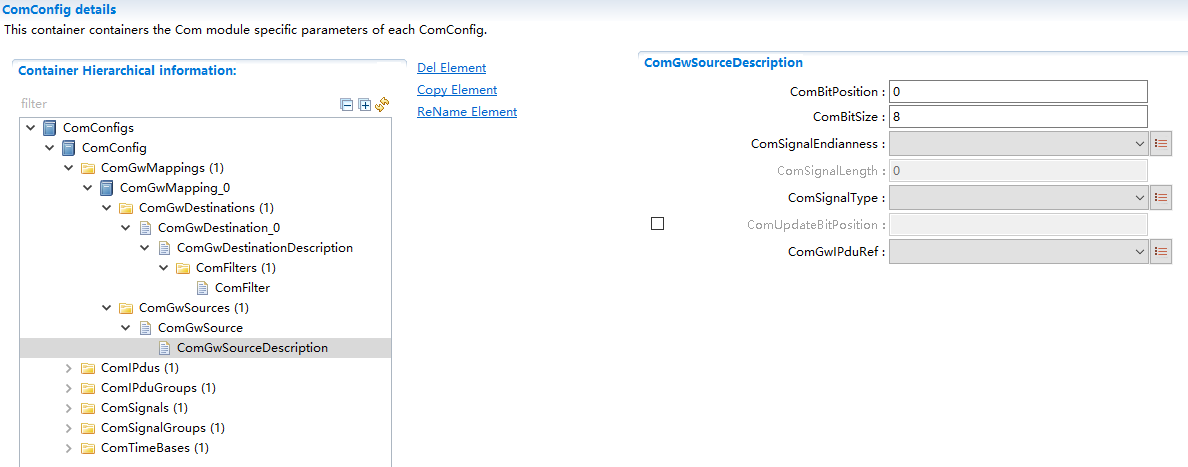 ComConfig details
This container containers the Com module specific parameters of each ComConfig.
Container Hierarchical information:
filter
ComConfigs
ComConfig
ComGwMappings (1)
ComGwMapping_0
ComGwDestinations (1)
ComGwDestination_0
ComGwDestinationDescription
ComFilters (1)
ComFilter
ComGwSources (1)
ComGwSource
ComGwSourceDescription
ComIPdus (1)
ComIPduGroups (1)
ComSignals (1)
ComSignalGroups (1)
ComTimeBases (1)
Del Element
Copy Element
ReName Element
ComGwSourceDescription
ComBitPosition : 0
ComBitSize : 8
ComSignalEndianness :
ComSignalLength : 0
ComSignalType :
ComUpdateBitPosition :
ComGwIPduRef :